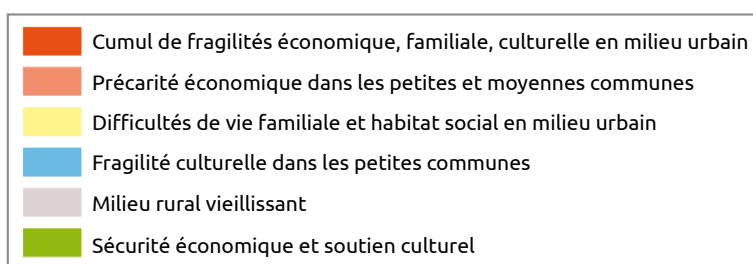 Cumul de fragilités économique, familiale, culturelle en milieu urbain
Précarité économique dans les petites et moyennes communes
Difficultés de vie familiale et habitat social en milieu urbain
Fragilité culturelle dans les petites communes
Milieu rural vieillissant
Sécurité économique et soutien culturel